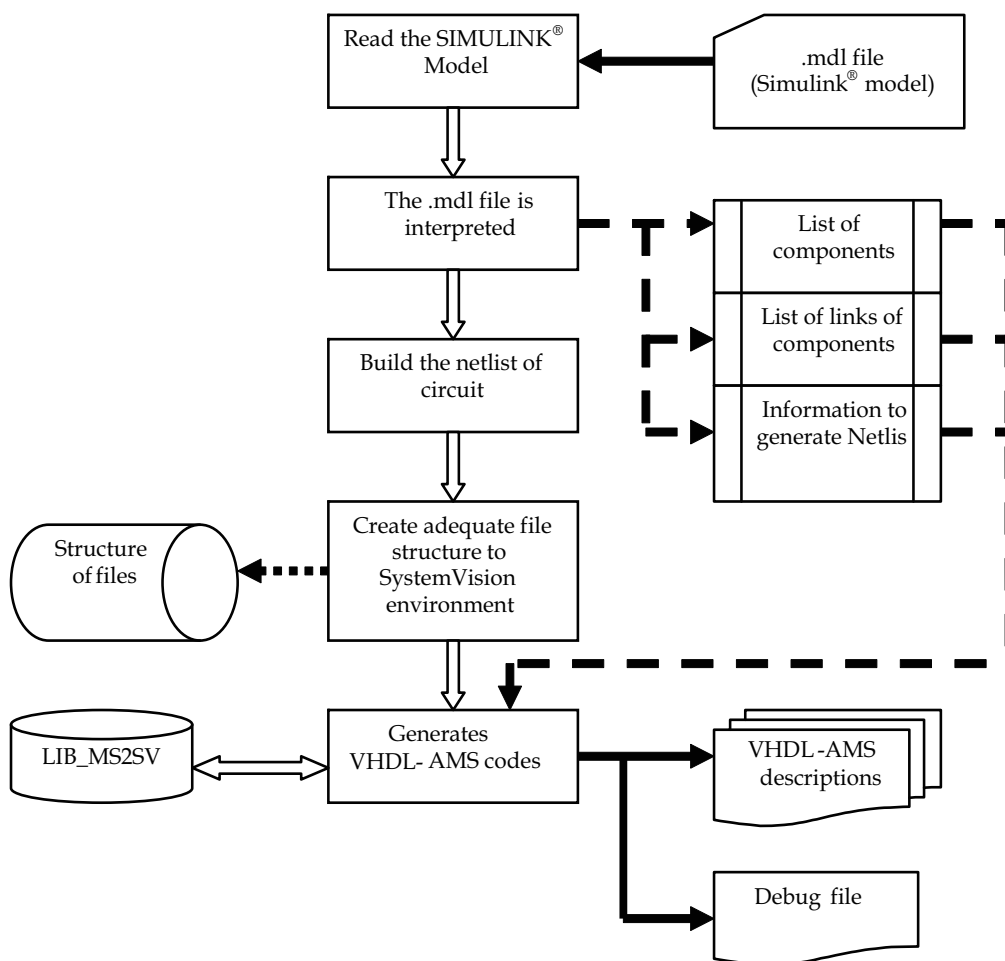 Read the SIMULINK®
Model
.mdl file
(Simulink® model)
The .mdl file is
interpreted
List of
components
List of links of
components
Build the netlist of
circuit
Information to
generate Netlis
Create adequate file
structure to
SystemVision
environment
Structure
of files
Generates
VHDL- AMS codes
LIB_MS2SV
VHDL -AMS
descriptions
Debug file